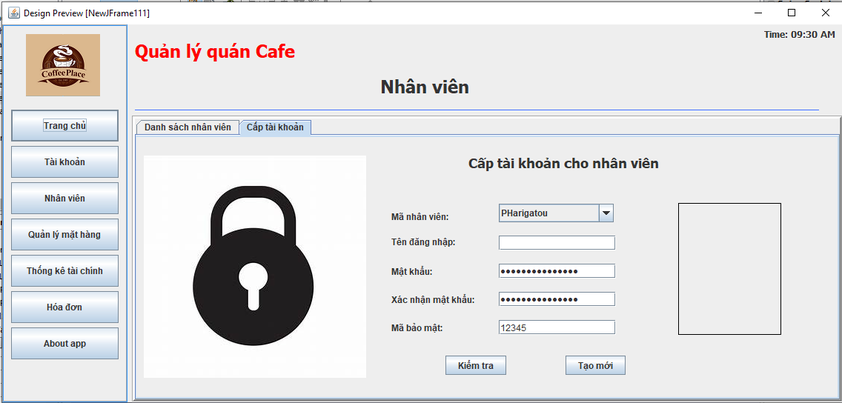 Design Preview [NewJFrame111]
Time: 09:30 AM
CoffeePlace
Quản lý quán Cafe
Nhân viên
Trang chủ
Tài khoản
Nhân viên
Quản lý mặt hàng
Thống kê tài chính
Hóa đơn
About app
Danh sách nhân viên
Cấp tài khoản
Cấp tài khoản cho nhân viên
Mã nhân viên:
PHarigatou
Tên đăng nhập:
Mật khẩu:
●●●●●●●●●●●●●●●
Xác nhận mật khẩu:
●●●●●●●●●●●●●●●
Mã bảo mật:
12345
Kiểm tra
Tạo mới